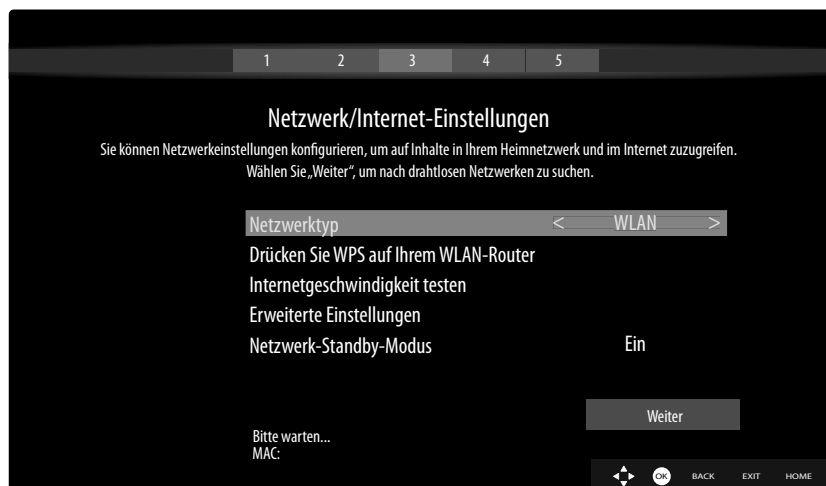 1 2 3 4 5
Netzwerk/Internet-Einstellungen
Sie können Netzwerkeinstellungen konfigurieren, um auf Inhalte in Ihrem Heimnetzwerk und im Internet zuzugreifen.
Wählen Sie „Weiter“, um nach drahtlosen Netzwerken zu suchen.
Netzwerktyp < WLAN >
Drücken Sie WPS auf Ihrem WLAN-Router
Internetgeschwindigkeit testen
Erweiterte Einstellungen
Netzwerk-Standby-Modus Ein
Weiter
Bitte warten...
MAC:
OK BACK EXIT HOME